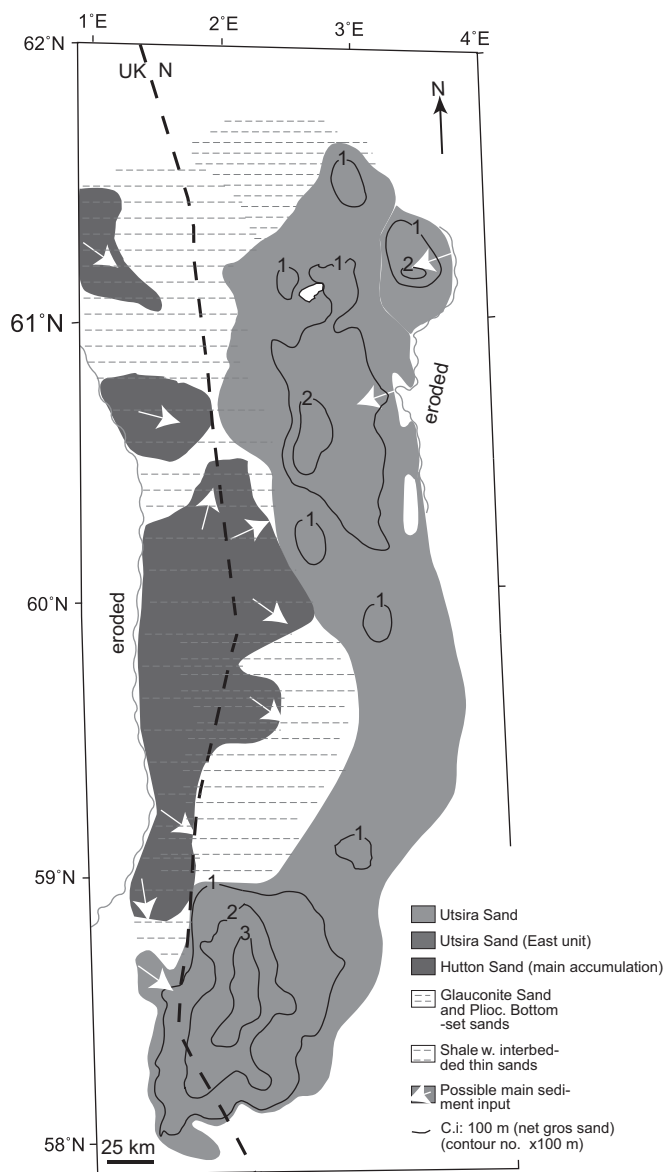 1°E 2°E 3°E 4°E
62°N
UK N
N
1
1
2
1
1
61°N
2
eroded
1
60°N
1
eroded
1
59°N
1
2
3
Utsira Sand
Utsira Sand (East unit)
Hutton Sand (main accumulation)
Glauconite Sand
and Plioc. Bottom
-set sands
Shale w. interbed-
ded thin sands
Possible main sedi-
ment input
C.i: 100 m (net gros sand)
(contour no. x100 m)
58°N
25 km